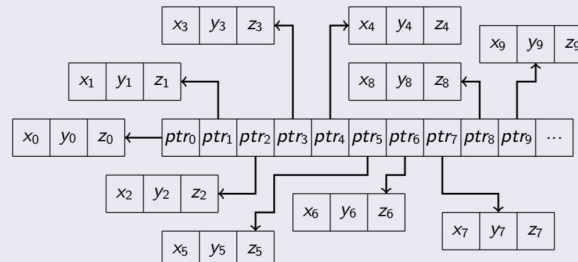 x₃ y₃ z₃
x₄ y₄ z₄
x₉ y₉ z₉
x₁ y₁ z₁
x₈ y₈ z₈
x₀ y₀ z₀
ptr₀ ptr₁ ptr₂ ptr₃ ptr₄ ptr₅ ptr₆ ptr₇ ptr₈ ptr₉ ...
x₂ y₂ z₂
x₆ y₆ z₆
x₇ y₇ z₇
x₅ y₅ z₅